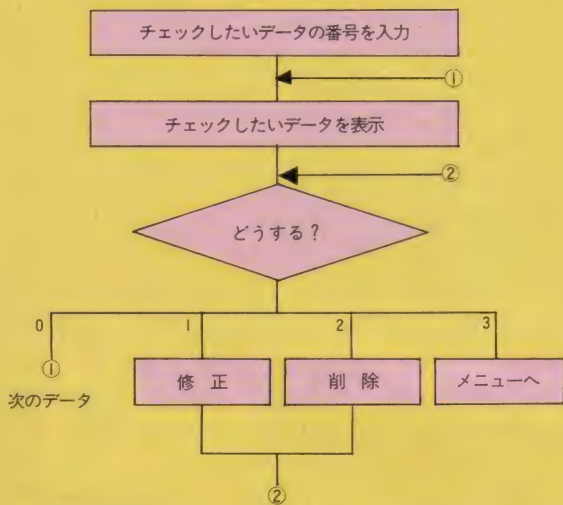 チェックしたいデータの番号を入力
①
チェックしたいデータを表示
②
どうする?
0
1
2
3
①
次のデータ
修 正
削 除
メニューへ
②